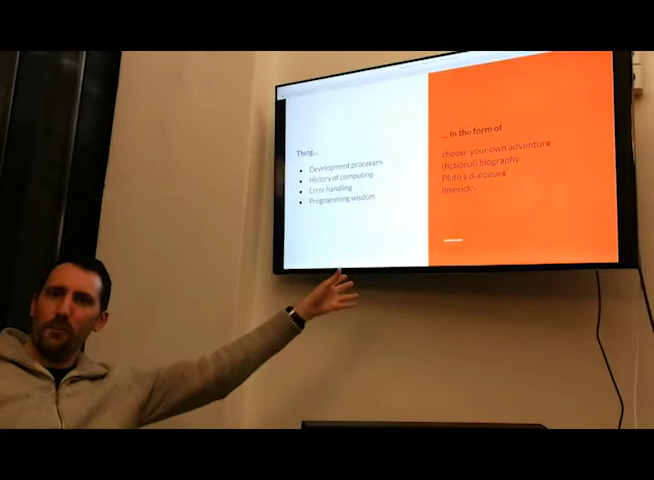 Thing...
Development processes
History of computing
Error handling
Programming wisdom
... In the form of
choose your own adventure
(fictional) biography
Plato's dialogues
limericks